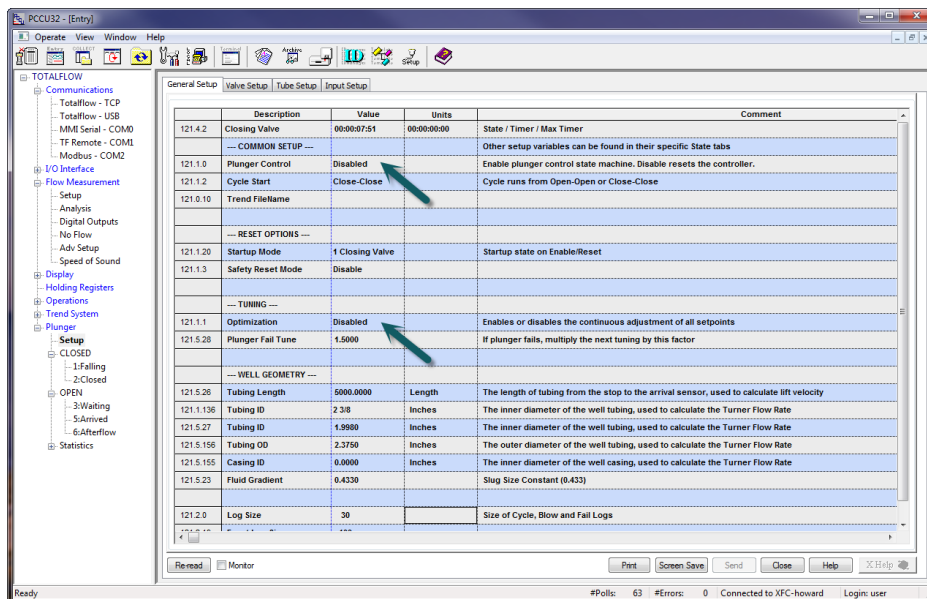 PCCU32 - [Entry]
Operate View Window Help
Entry COLLECT Terminal Archive ID Setup
TOTALFLOW
Communications
Totalflow - TCP
Totalflow - USB
MMI Serial - COM0
TF Remote - COM1
Modbus - COM2
I/O Interface
Flow Measurement
Setup
Analysis
Digital Outputs
No Flow
Adv Setup
Speed of Sound
Display
Holding Registers
Operations
Trend System
Plunger
Setup
CLOSED
1:Falling
2:Closed
OPEN
3:Waiting
5:Arrived
6:Afterflow
Statistics
General Setup Valve Setup Tube Setup Input Setup
Description Value Units Comment
121.4.2 Closing Valve 00:00:07:51 00:00:00:00 State / Timer / Max Timer
--- COMMON SETUP --- Other setup variables can be found in their specific State tabs
121.1.0 Plunger Control Disabled Enable plunger control state machine. Disable resets the controller.
121.1.2 Cycle Start Close-Close Cycle runs from Open-Open or Close-Close
121.0.10 Trend FileName
--- RESET OPTIONS ---
121.1.20 Startup Mode 1 Closing Valve Startup state on Enable/Reset
121.1.3 Safety Reset Mode Disable
--- TUNING ---
121.1.1 Optimization Disabled Enables or disables the continuous adjustment of all setpoints
121.5.28 Plunger Fail Tune 1.5000 If plunger fails, multiply the next tuning by this factor
--- WELL GEOMETRY ---
121.5.26 Tubing Length 5000.0000 Length The length of tubing from the stop to the arrival sensor, used to calculate lift velocity
121.1.136 Tubing ID 2 3/8 Inches The inner diameter of the well tubing, used to calculate the Turner Flow Rate
121.5.27 Tubing ID 1.9980 Inches The inner diameter of the well tubing, used to calculate the Turner Flow Rate
121.5.156 Tubing OD 2.3750 Inches The outer diameter of the well tubing, used to calculate the Turner Flow Rate
121.5.155 Casing ID 0.0000 Inches The inner diameter of the well casing, used to calculate the Turner Flow Rate
121.5.23 Fluid Gradient 0.4330 Slug Size Constant (0.433)
121.2.0 Log Size 30 Size of Cycle, Blow and Fail Logs
Re-read Monitor Print Screen Save Send Close Help X Help
Ready #Polls: 63 #Errors: 0 Connected to XFC-howard Login: user